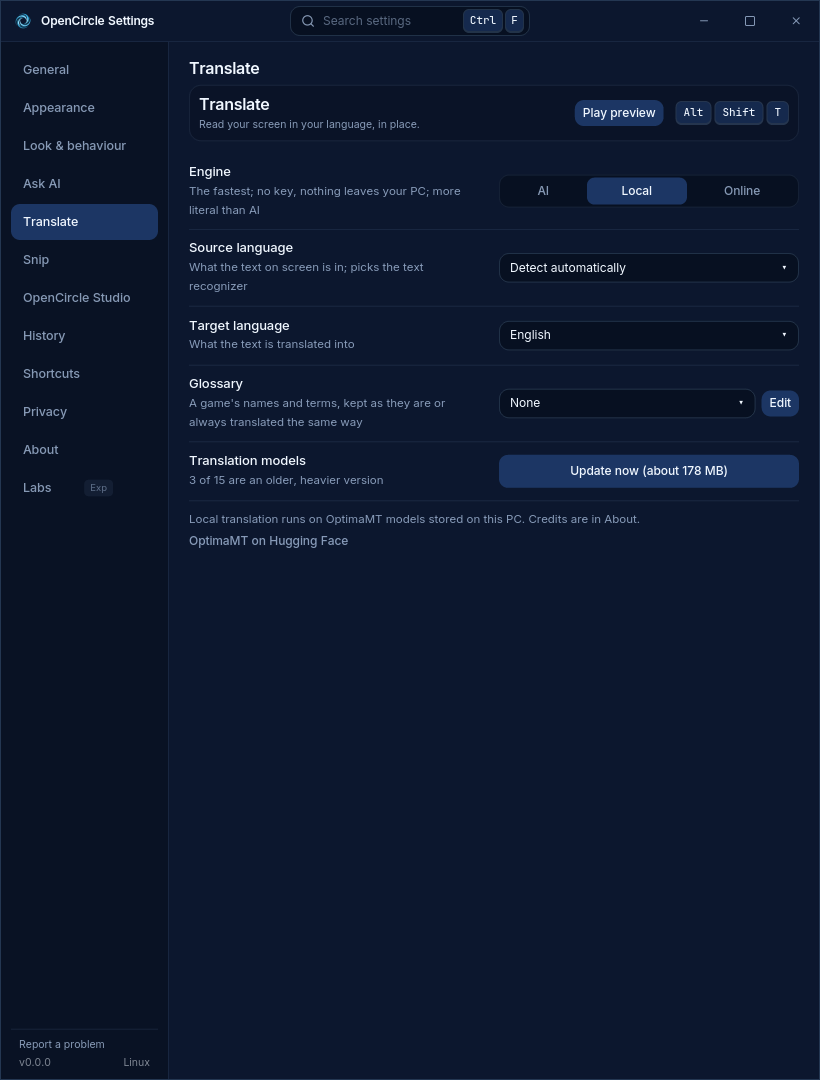 OpenCircle Settings
Search settings
Ctrl
F
General
Appearance
Look & behaviour
Ask AI
Translate
Snip
OpenCircle Studio
History
Shortcuts
Privacy
About
Labs
Exp
Report a problem
v0.0.0
Linux
Translate
Translate
Read your screen in your language, in place.
Play preview
Alt
Shift
T
Engine
The fastest; no key, nothing leaves your PC; more
literal than AI
AI
Local
Online
Source language
What the text on screen is in; picks the text
recognizer
Detect automatically
Target language
What the text is translated into
English
Glossary
A game's names and terms, kept as they are or
always translated the same way
None
Edit
Translation models
3 of 15 are an older, heavier version
Update now (about 178 MB)
Local translation runs on OptimaMT models stored on this PC. Credits are in About.
OptimaMT on Hugging Face